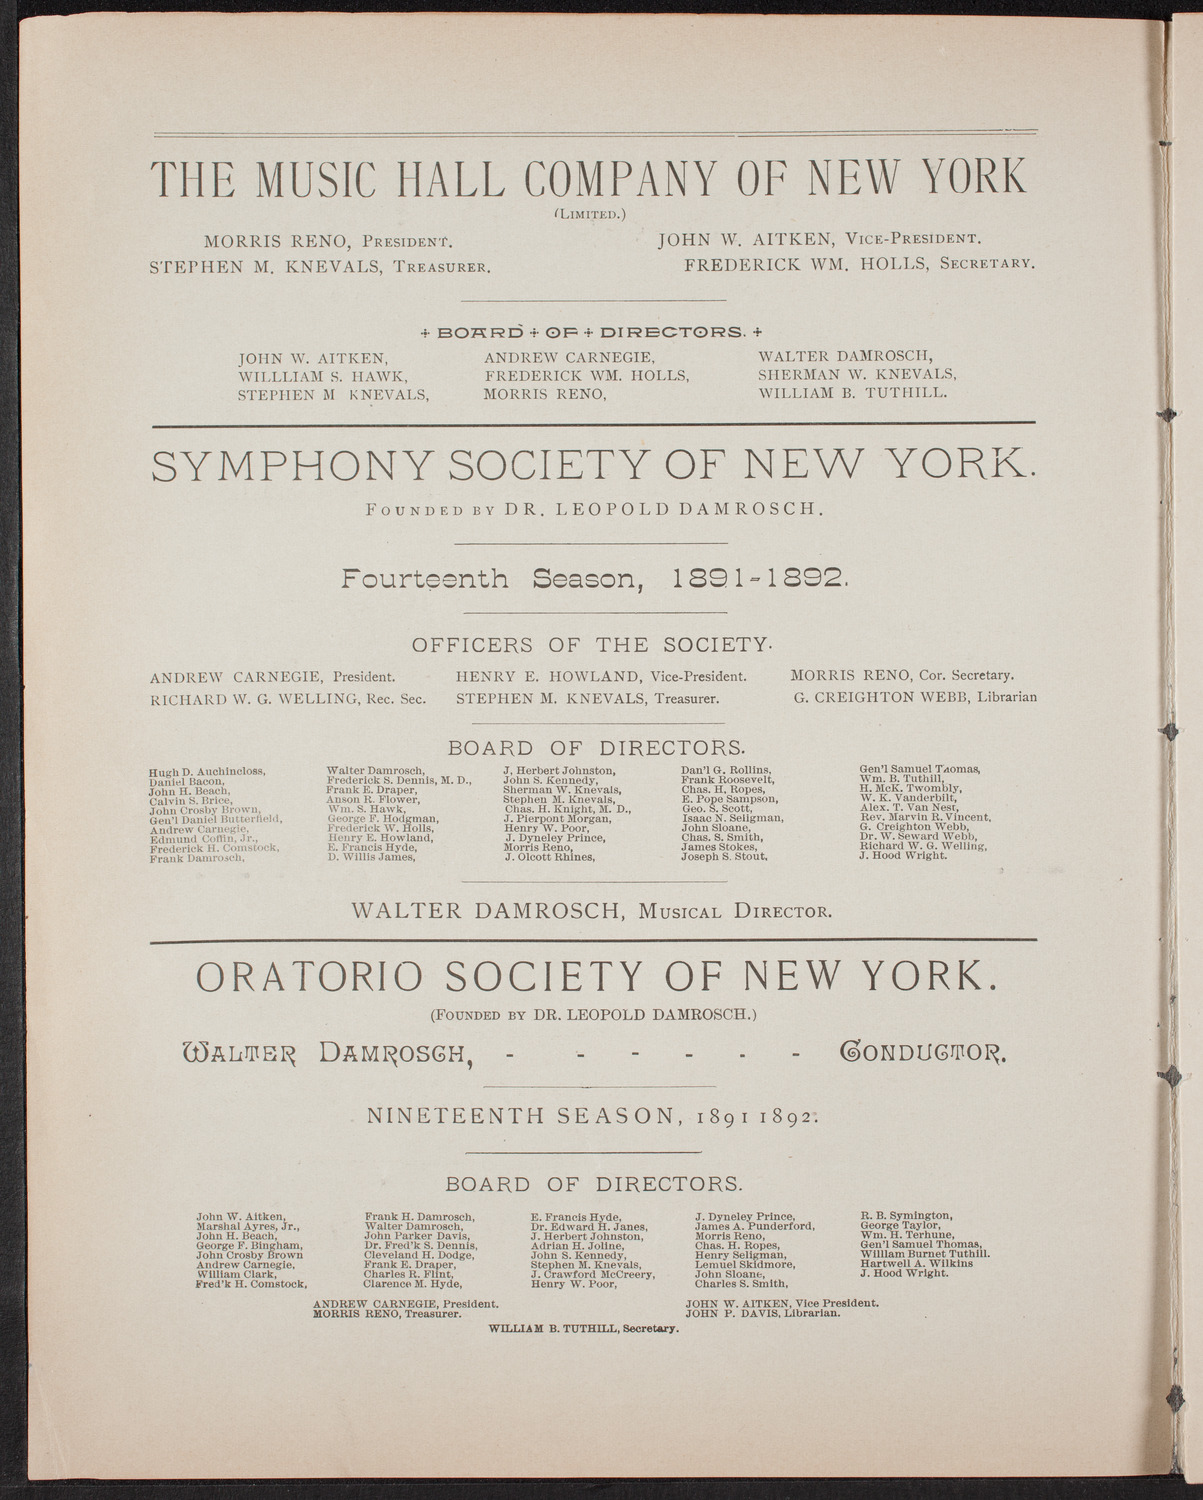 THE MUSIC HALL COMPANY OF NEW YORK
(LIMITED.)
MORRIS RENO, PRESIDENT. JOHN W. AITKEN, VICE-PRESIDENT.
STEPHEN M. KNEVALS, TREASURER. FREDERICK WM. HOLLS, SECRETARY.
+ BOARD + OF + DIRECTORS. +
JOHN W. AITKEN, ANDREW CARNEGIE, WALTER DAMROSCH,
WILLLIAM S. HAWK, FREDERICK WM. HOLLS, SHERMAN W. KNEVALS,
STEPHEN M KNEVALS, MORRIS RENO, WILLIAM B. TUTHILL.
SYMPHONY SOCIETY OF NEW YORK.
FOUNDED BY DR. LEOPOLD DAMROSCH.
Fourteenth Season, 1891-1892.
OFFICERS OF THE SOCIETY.
ANDREW CARNEGIE, President. HENRY E. HOWLAND, Vice-President. MORRIS RENO, Cor. Secretary.
RICHARD W. G. WELLING, Rec. Sec. STEPHEN M. KNEVALS, Treasurer. G. CREIGHTON WEBB, Librarian
BOARD OF DIRECTORS.
Hugh D. Auchincloss, Walter Damrosch, J. Herbert Johnston, Dan'l G. Rollins, Gen'l Samuel Thomas,
Daniel Bacon, Frederick S. Dennis, M. D., John S. Kennedy, Frank Roosevelt, Wm. B. Tuthill,
John H. Beach, Frank E. Draper, Sherman W. Knevals, Chas. H. Ropes, H. McK. Twombly,
Calvin S. Brice, Anson R. Flower, Stephen M. Knevals, E. Pope Sampson, W. K. Vanderbilt,
John Crosby Brown, Wm. S. Hawk, Chas. H. Knight, M. D., Geo. S. Scott, Alex. T. Van Nest,
Gen'l Daniel Butterfield, George F. Hodgman, J. Pierpont Morgan, Isaac N. Seligman, Rev. Marvin R. Vincent,
Andrew Carnegie, Frederick W. Holls, Henry W. Poor, John Sloane, G. Creighton Webb,
Edmund Coffin, Jr., Henry E. Howland, J. Dyneley Prince, Chas. S. Smith, Dr. W. Seward Webb,
Frederick H. Comstock, E. Francis Hyde, Morris Reno, James Stokes, Richard W. G. Welling,
Frank Damrosch, D. Willis James, J. Olcott Rhines, Joseph S. Stout, J. Hood Wright.
WALTER DAMROSCH, MUSICAL DIRECTOR.
ORATORIO SOCIETY OF NEW YORK.
(FOUNDED BY DR. LEOPOLD DAMROSCH.)
WALTER DAMROSCH, - - - - - - CONDUCTOR.
NINETEENTH SEASON, 1891 1892.
BOARD OF DIRECTORS.
John W. Aitken, Frank H. Damrosch, E. Francis Hyde, J. Dyneley Prince, R. B. Symington,
Marshal Ayres, Jr., Walter Damrosch, Dr. Edward H. Janes, James A. Punderford, George Taylor,
John H. Beach, John Parker Davis, J. Herbert Johnston, Morris Reno, Wm. H. Terhune,
George F. Bingham, Dr. Fred'k S. Dennis, Adrian H. Joline, Chas. H. Ropes, Gen'l Samuel Thomas,
John Crosby Brown Cleveland H. Dodge, John S. Kennedy, Henry Seligman, William Burnet Tuthill.
Andrew Carnegie, Frank E. Draper, Stephen M. Knevals, Lemuel Skidmore, Hartwell A. Wilkins
William Clark, Charles R. Flint, J. Crawford McCreery, John Sloane, J. Hood Wright.
Fred'k H. Comstock, Clarence M. Hyde, Henry W. Poor, Charles S. Smith,
ANDREW CARNEGIE, President. JOHN W. AITKEN, Vice President.
MORRIS RENO, Treasurer. JOHN P. DAVIS, Librarian.
WILLIAM B. TUTHILL, Secretary.